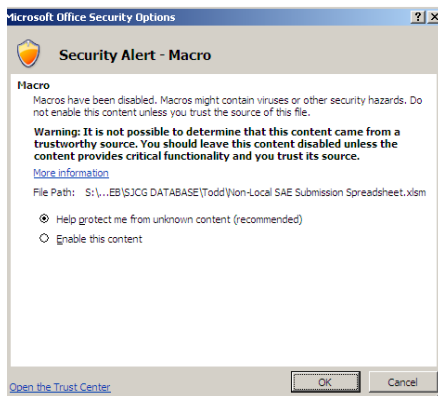 Microsoft Office Security Options
Security Alert - Macro
Macro
Macros have been disabled. Macros might contain viruses or other security hazards. Do
not enable this content unless you trust the source of this file.
Warning: It is not possible to determine that this content came from a
trustworthy source. You should leave this content disabled unless the
content provides critical functionality and you trust its source.
More information
File Path: S:\...EB\SJCG DATABASE\Todd\Non-Local SAE Submission Spreadsheet.xlsm
Help protect me from unknown content (recommended)
Enable this content
Open the Trust Center
OK
Cancel